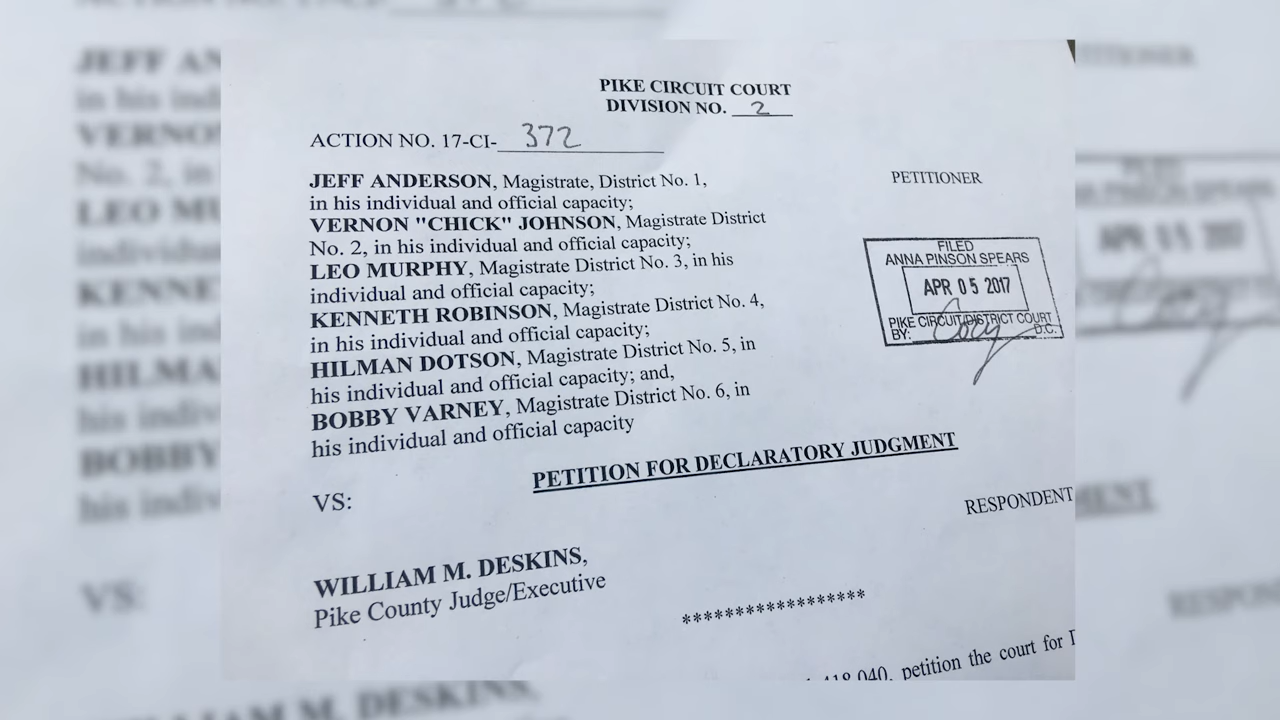 PIKE CIRCUIT COURT
DIVISION NO. 2
ACTION NO. 17-CI- 372
JEFF ANDERSON, Magistrate, District No. 1,
in his individual and official capacity;
VERNON "CHICK" JOHNSON, Magistrate District
No. 2, in his individual and official capacity;
LEO MURPHY, Magistrate District No. 3, in his
individual and official capacity;
KENNETH ROBINSON, Magistrate District No. 4,
in his individual and official capacity;
HILMAN DOTSON, Magistrate District No. 5, in
his individual and official capacity; and,
BOBBY VARNEY, Magistrate District No. 6, in
his individual and official capacity
PETITIONER
FILED
ANNA PINSON SPEARS
APR 05 2017
PIKE CIRCUIT/DISTRICT COURT
BY: D.C.
PETITION FOR DECLARATORY JUDGMENT
VS:
RESPONDENT
WILLIAM M. DESKINS,
Pike County Judge/Executive
******************
418.040, petition the court for